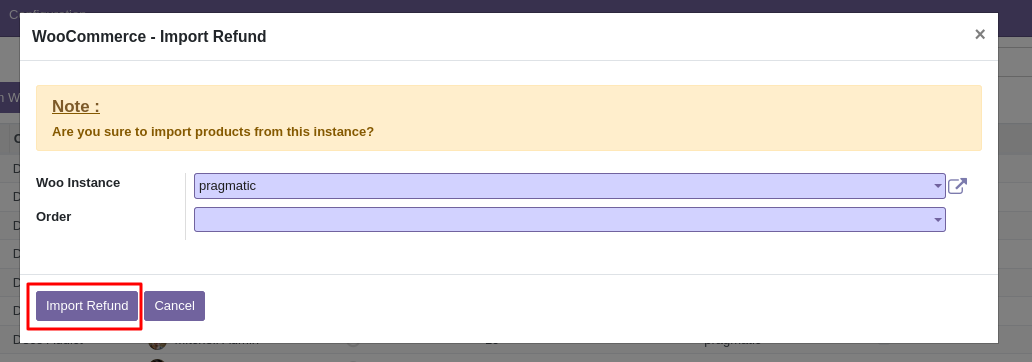 WooCommerce - Import Refund
×
Note :
Are you sure to import products from this instance?
Woo Instance
pragmatic
Order
Import Refund
Cancel